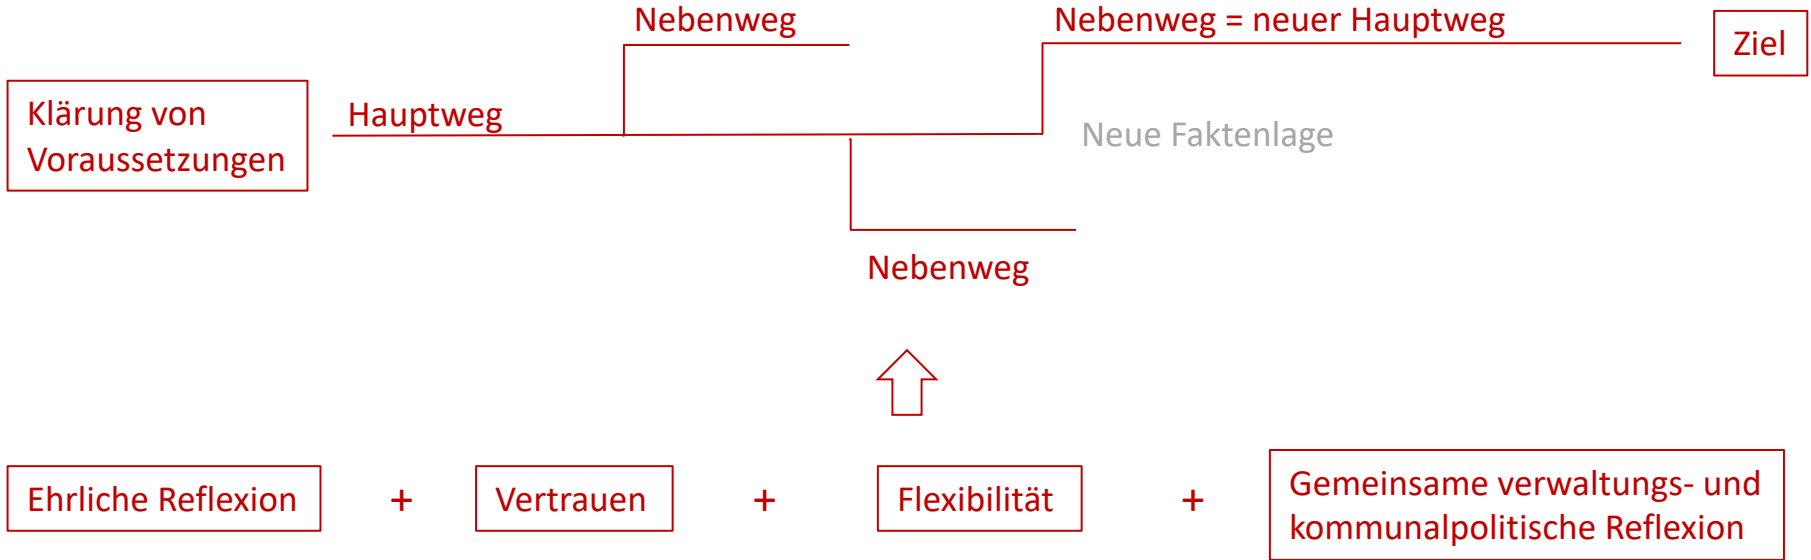 Nebenweg
Nebenweg = neuer Hauptweg
Ziel
Klärung von
Voraussetzungen
Hauptweg
Neue Faktenlage
Nebenweg
Ehrliche Reflexion
+
Vertrauen
+
Flexibilität
+
Gemeinsame verwaltungs- und
kommunalpolitische Reflexion